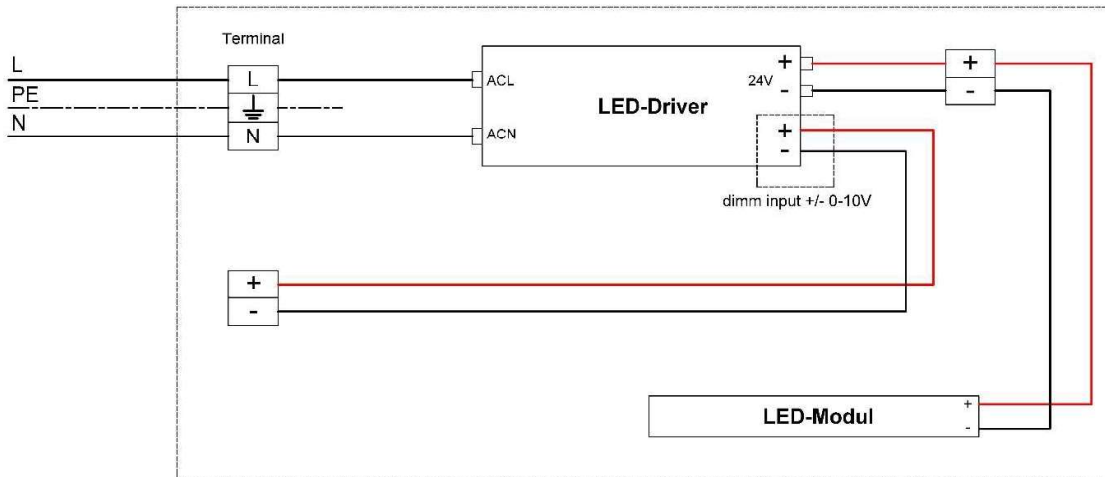 Terminal
L
PE
N
L
N
ACL
ACN
LED-Driver
24V
+
-
+
-
dimm input +/- 0-10V
+
-
+
-
LED-Modul
+
-